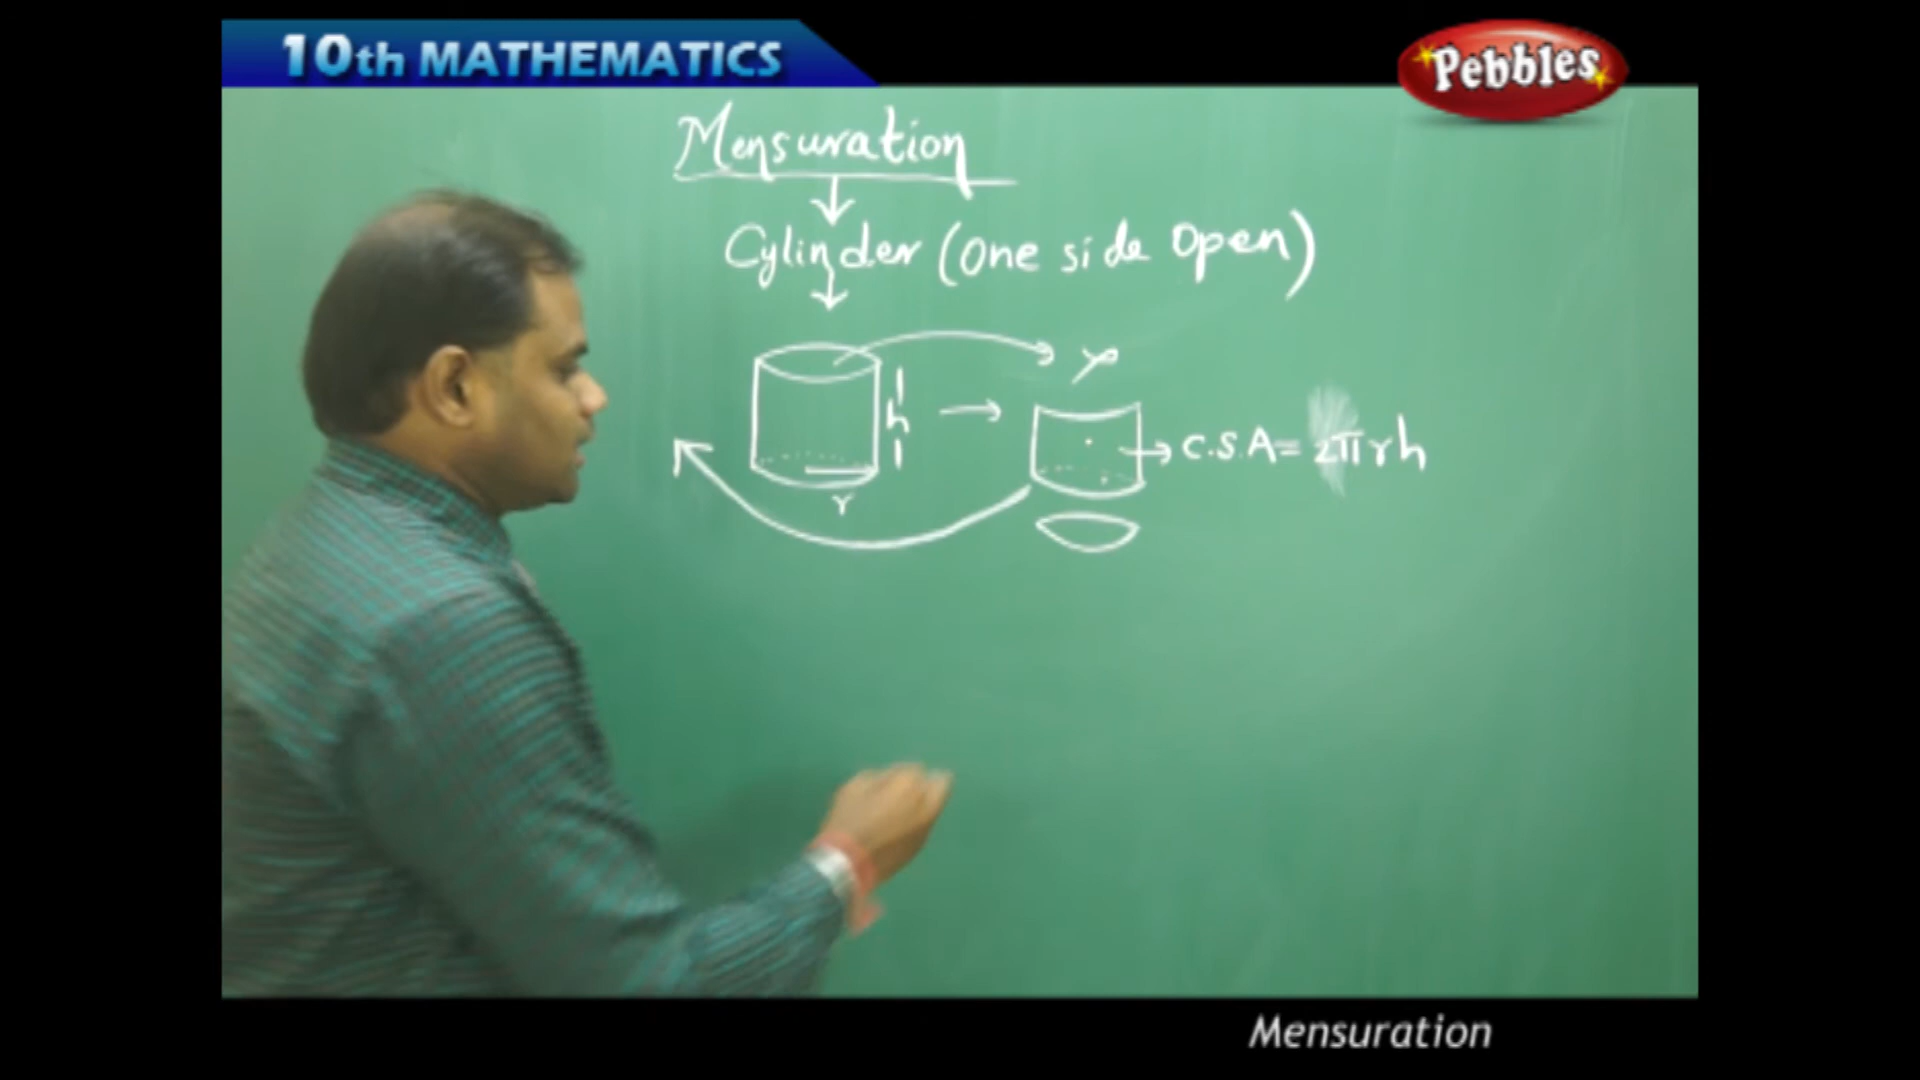 10th MATHEMATICS
Pebbles
Mensuration
Cylinder (One side Open)
h
r
C.S.A = 2πrh
Mensuration